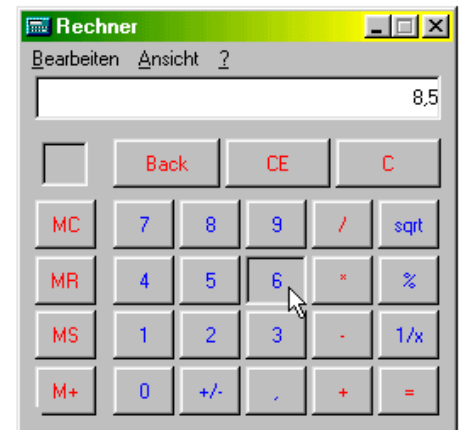 Rechner
Bearbeiten Ansicht ?
8,5
Back CE C
MC 7 8 9 / sqrt
MR 4 5 6 * %
MS 1 2 3 - 1/x
M+ 0 +/- , + =